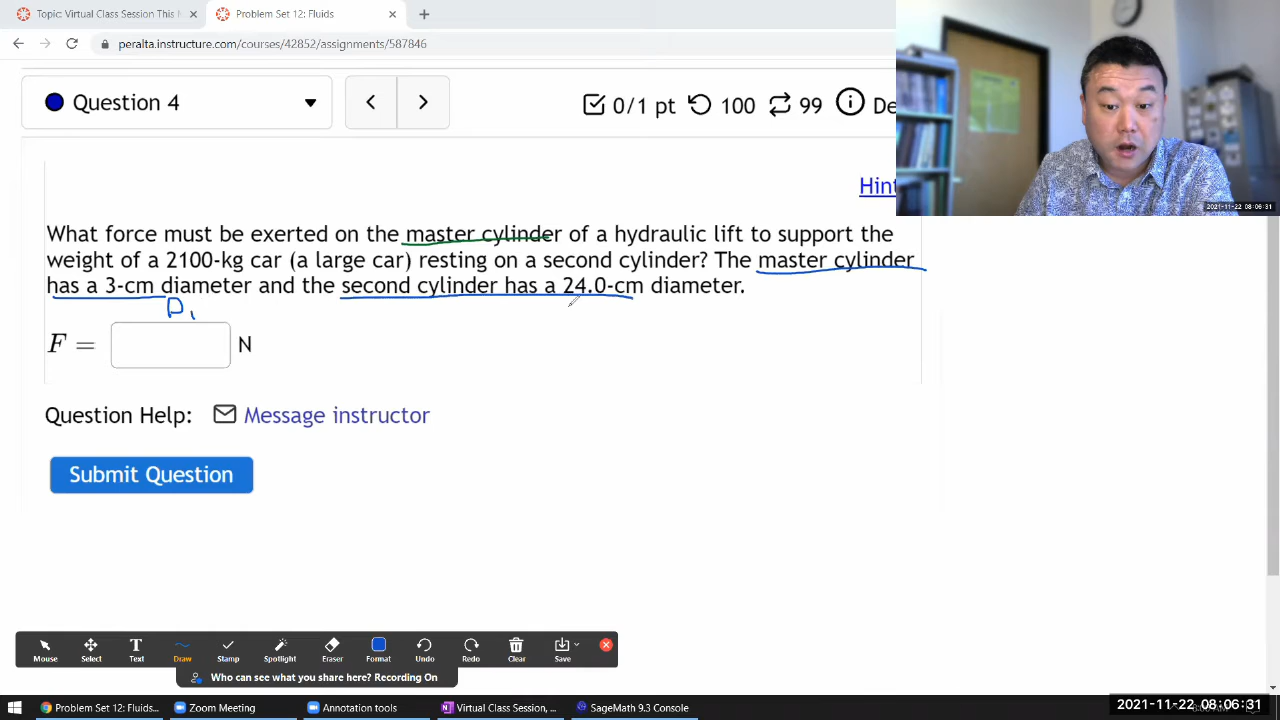 Topic: Virtual Class Session This
Problem Set 12: Fluids
peralta.instructure.com/courses/42852/assignments/587846
Question 4
0/1 pt 100 99 De
Hint
What force must be exerted on the master cylinder of a hydraulic lift to support the
weight of a 2100-kg car (a large car) resting on a second cylinder? The master cylinder
has a 3-cm diameter and the second cylinder has a 24.0-cm diameter.
D1
F = N
Question Help: Message instructor
Submit Question
Mouse Select Text Draw Stamp Spotlight Eraser Format Undo Redo Clear Save
Who can see what you share here? Recording On
Problem Set 12: Fluids... Zoom Meeting Annotation tools Virtual Class Session, ... SageMath 9.3 Console
2021-11-22 08:06:31
2021-11-22 08:06:31